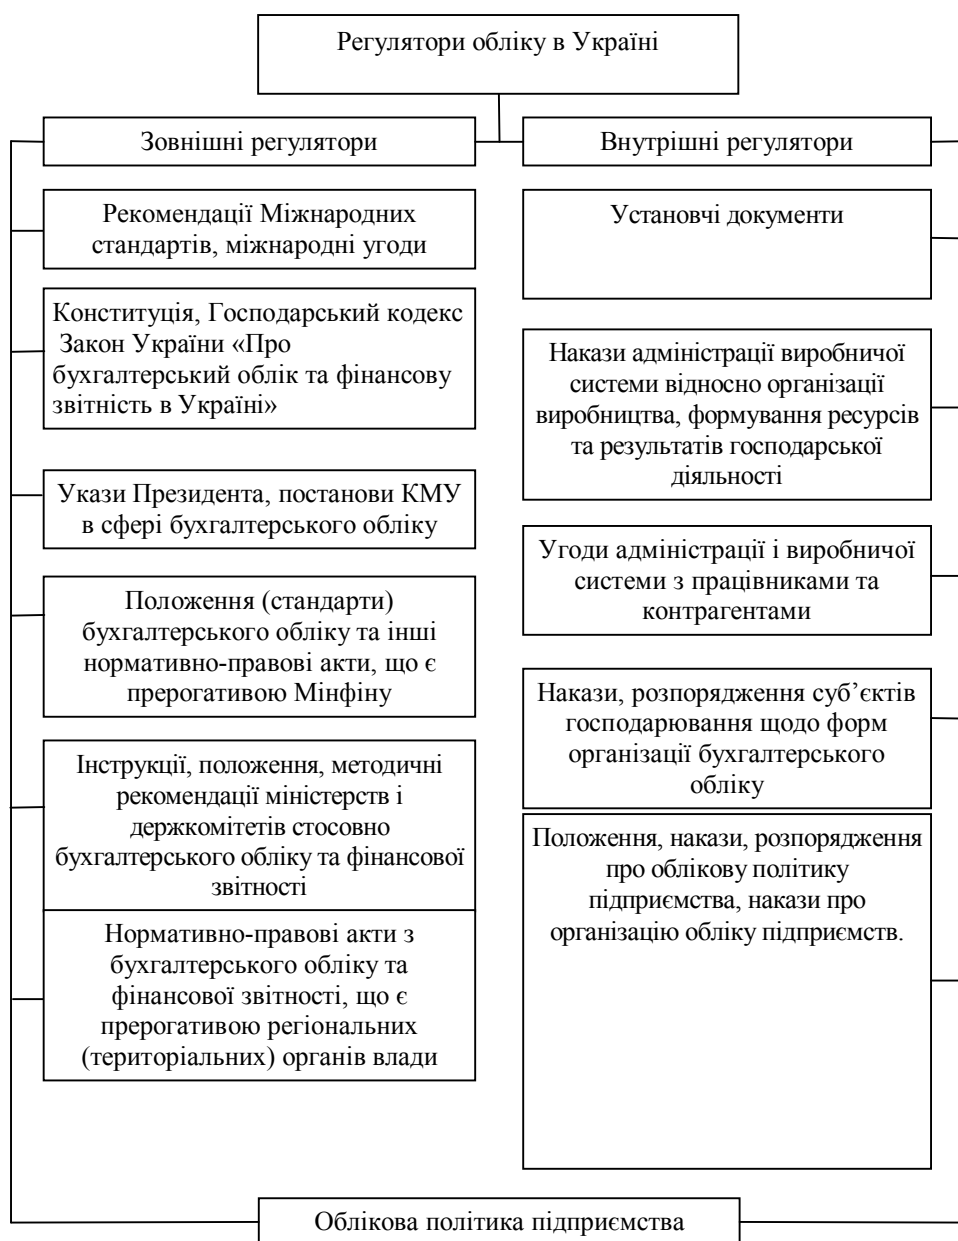 Регулятори обліку в Україні
Зовнішні регулятори
Рекомендації Міжнародних
стандартів, міжнародні угоди
Конституція, Господарський кодекс
Закон України «Про
бухгалтерський облік та фінансову
звітність в Україні»
Укази Президента, постанови КМУ
в сфері бухгалтерського обліку
Положення (стандарти)
бухгалтерського обліку та інші
нормативно-правові акти, що є
прерогативою Мінфіну
Інструкції, положення, методичні
рекомендації міністерств і
держкомітетів стосовно
бухгалтерського обліку та фінансової
звітності
Нормативно-правові акти з
бухгалтерського обліку та
фінансової звітності, що є
прерогативою регіональних
(територіальних) органів влади
Внутрішні регулятори
Установчі документи
Накази адміністрації виробничої
системи відносно організації
виробництва, формування ресурсів
та результатів господарської
діяльності
Угоди адміністрації і виробничої
системи з працівниками та
контрагентами
Накази, розпорядження суб’єктів
господарювання щодо форм
організації бухгалтерського
обліку
Положення, накази, розпорядження
про облікову політику
підприємства, накази про
організацію обліку підприємств.
Облікова політика підприємства